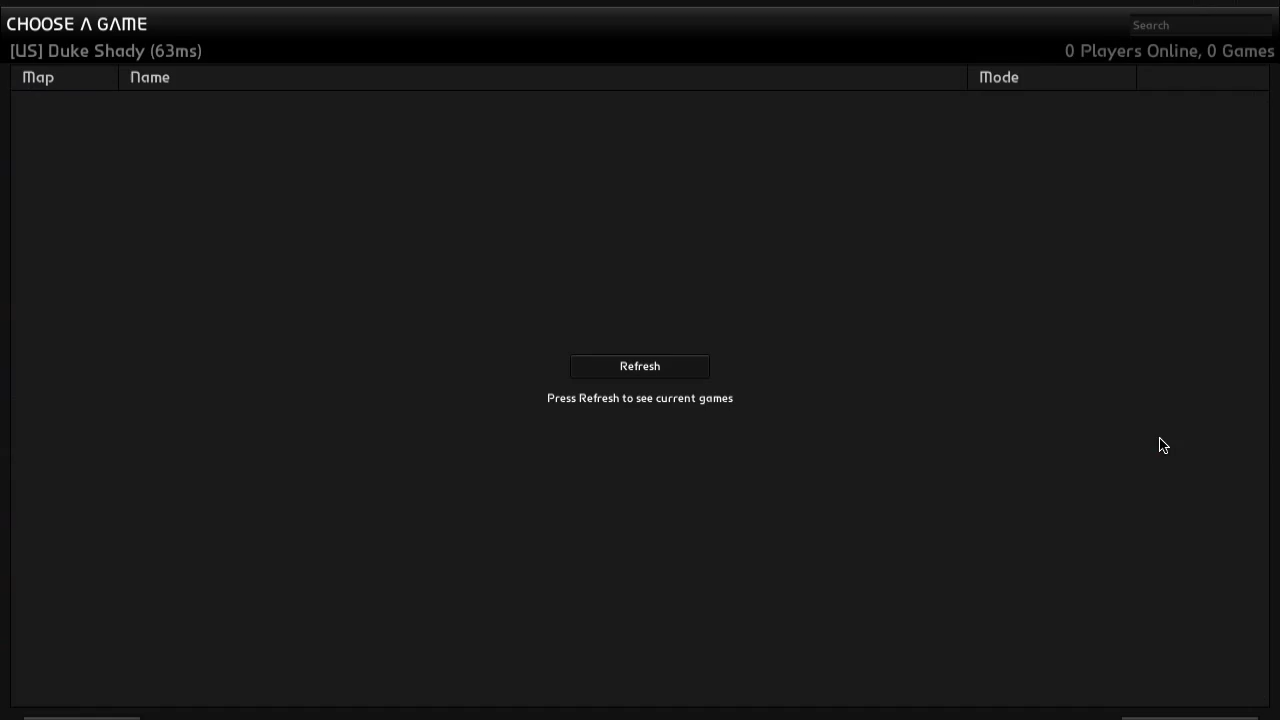 CHOOSE A GAME
Search
[US] Duke Shady (63ms)
0 Players Online, 0 Games
Map
Name
Mode
Refresh
Press Refresh to see current games